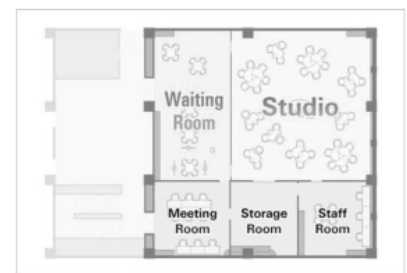 Waiting
Room
Studio
Meeting
Room
Storage
Room
Staff
Room